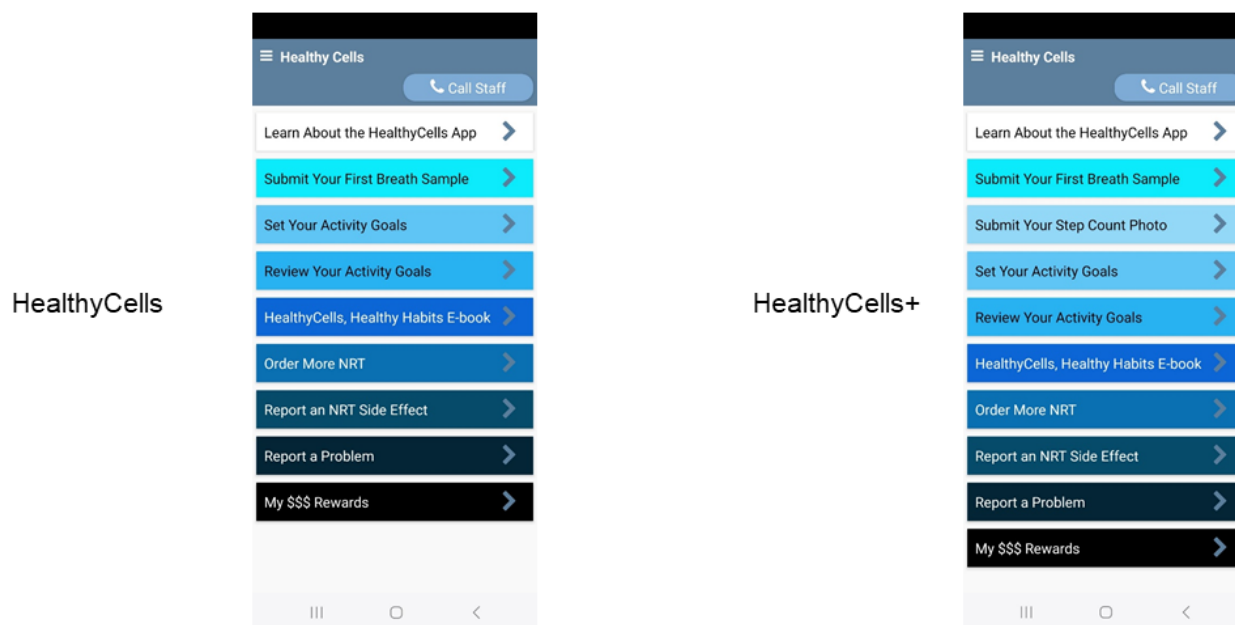 HealthyCells
Healthy Cells
Call Staff
Learn About the HealthyCells App
Submit Your First Breath Sample
Set Your Activity Goals
Review Your Activity Goals
HealthyCells, Healthy Habits E-book
Order More NRT
Report an NRT Side Effect
Report a Problem
My $$$ Rewards
HealthyCells+
Healthy Cells
Call Staff
Learn About the HealthyCells App
Submit Your First Breath Sample
Submit Your Step Count Photo
Set Your Activity Goals
Review Your Activity Goals
HealthyCells, Healthy Habits E-book
Order More NRT
Report an NRT Side Effect
Report a Problem
My $$$ Rewards